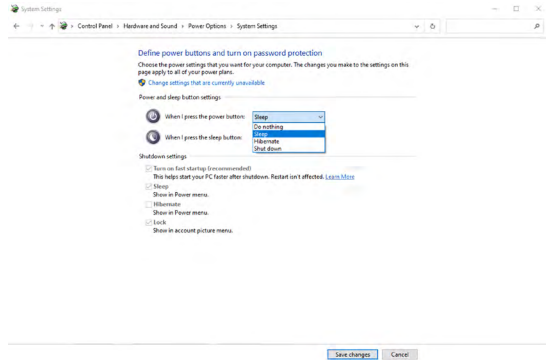 System Settings
Control Panel > Hardware and Sound > Power Options > System Settings
Define power buttons and turn on password protection
Choose the power settings that you want for your computer. The changes you make to the settings on this
page apply to all of your power plans.
Change settings that are currently unavailable
Power and sleep button settings
When I press the power button: Sleep
Do nothing
Sleep
When I press the sleep button:
Hibernate
Shut down
Shutdown settings
Turn on fast startup (recommended)
This helps start your PC faster after shutdown. Restart isn't affected. Learn More
Sleep
Show in Power menu.
Hibernate
Show in Power menu.
Lock
Show in account picture menu.
Save changes Cancel